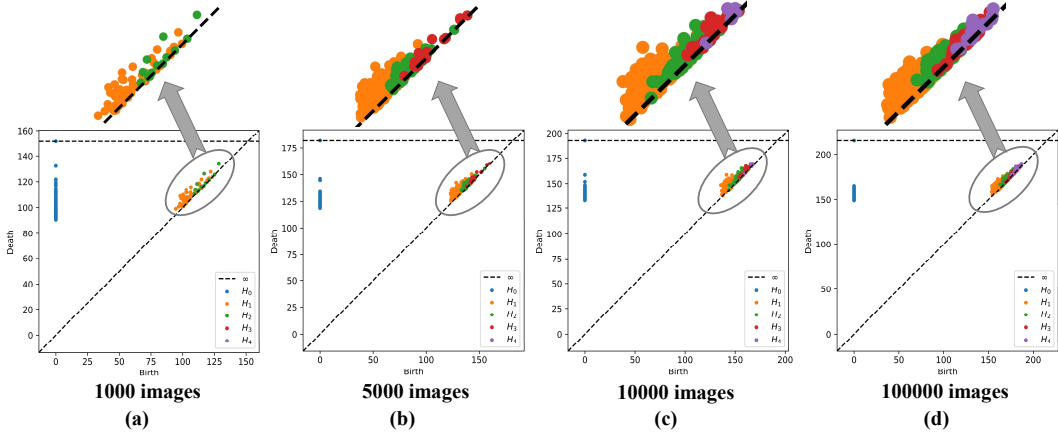 160
140
120
100
80
60
40
20
0
Death
0
25
50
75
100
125
150
Birth
∞
H₀
H₁
H₂
H₃
H₄
1000 images
(a)
175
150
125
100
75
50
25
0
Death
0
50
100
150
Birth
∞
H₀
H₁
H₂
H₃
H₄
5000 images
(b)
200
175
150
125
100
75
50
25
0
Death
0
50
100
150
200
Birth
∞
H₀
H₁
H₂
H₃
H₄
10000 images
(c)
200
150
100
50
0
Death
0
50
100
150
200
Birth
∞
H₀
H₁
H₂
H₃
H₄
100000 images
(d)